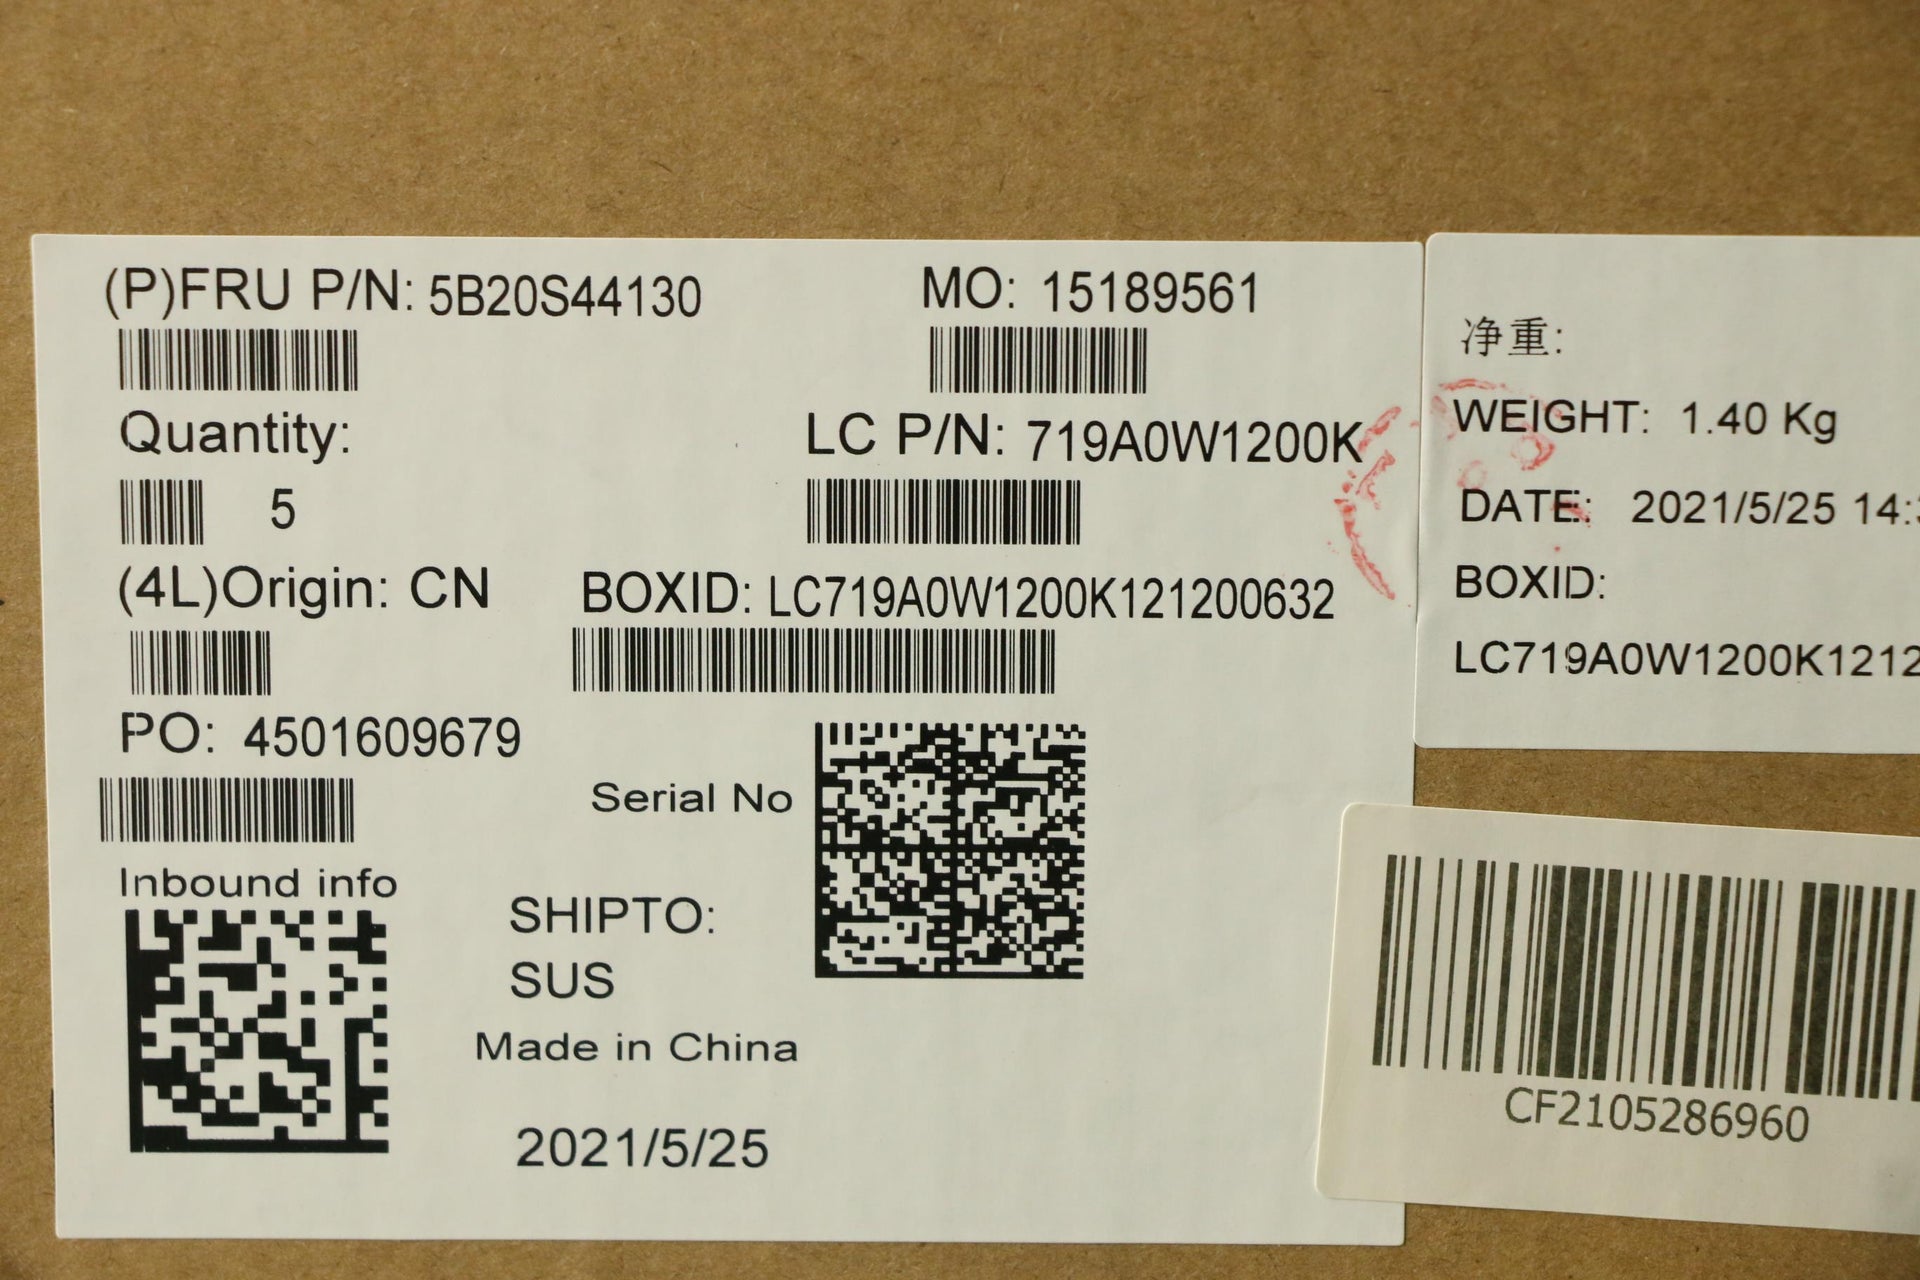 (P)FRU P/N: 5B20S44130
MO: 15189561
Quantity:
5
LC P/N: 719A0W1200K
(4L)Origin: CN
BOXID: LC719A0W1200K121200632
PO: 4501609679
Serial No
Inbound info
SHIPTO:
SUS
Made in China
2021/5/25
净重:
WEIGHT: 1.40 Kg
DATE: 2021/5/25 14:
BOXID:
LC719A0W1200K1212
CF2105286960